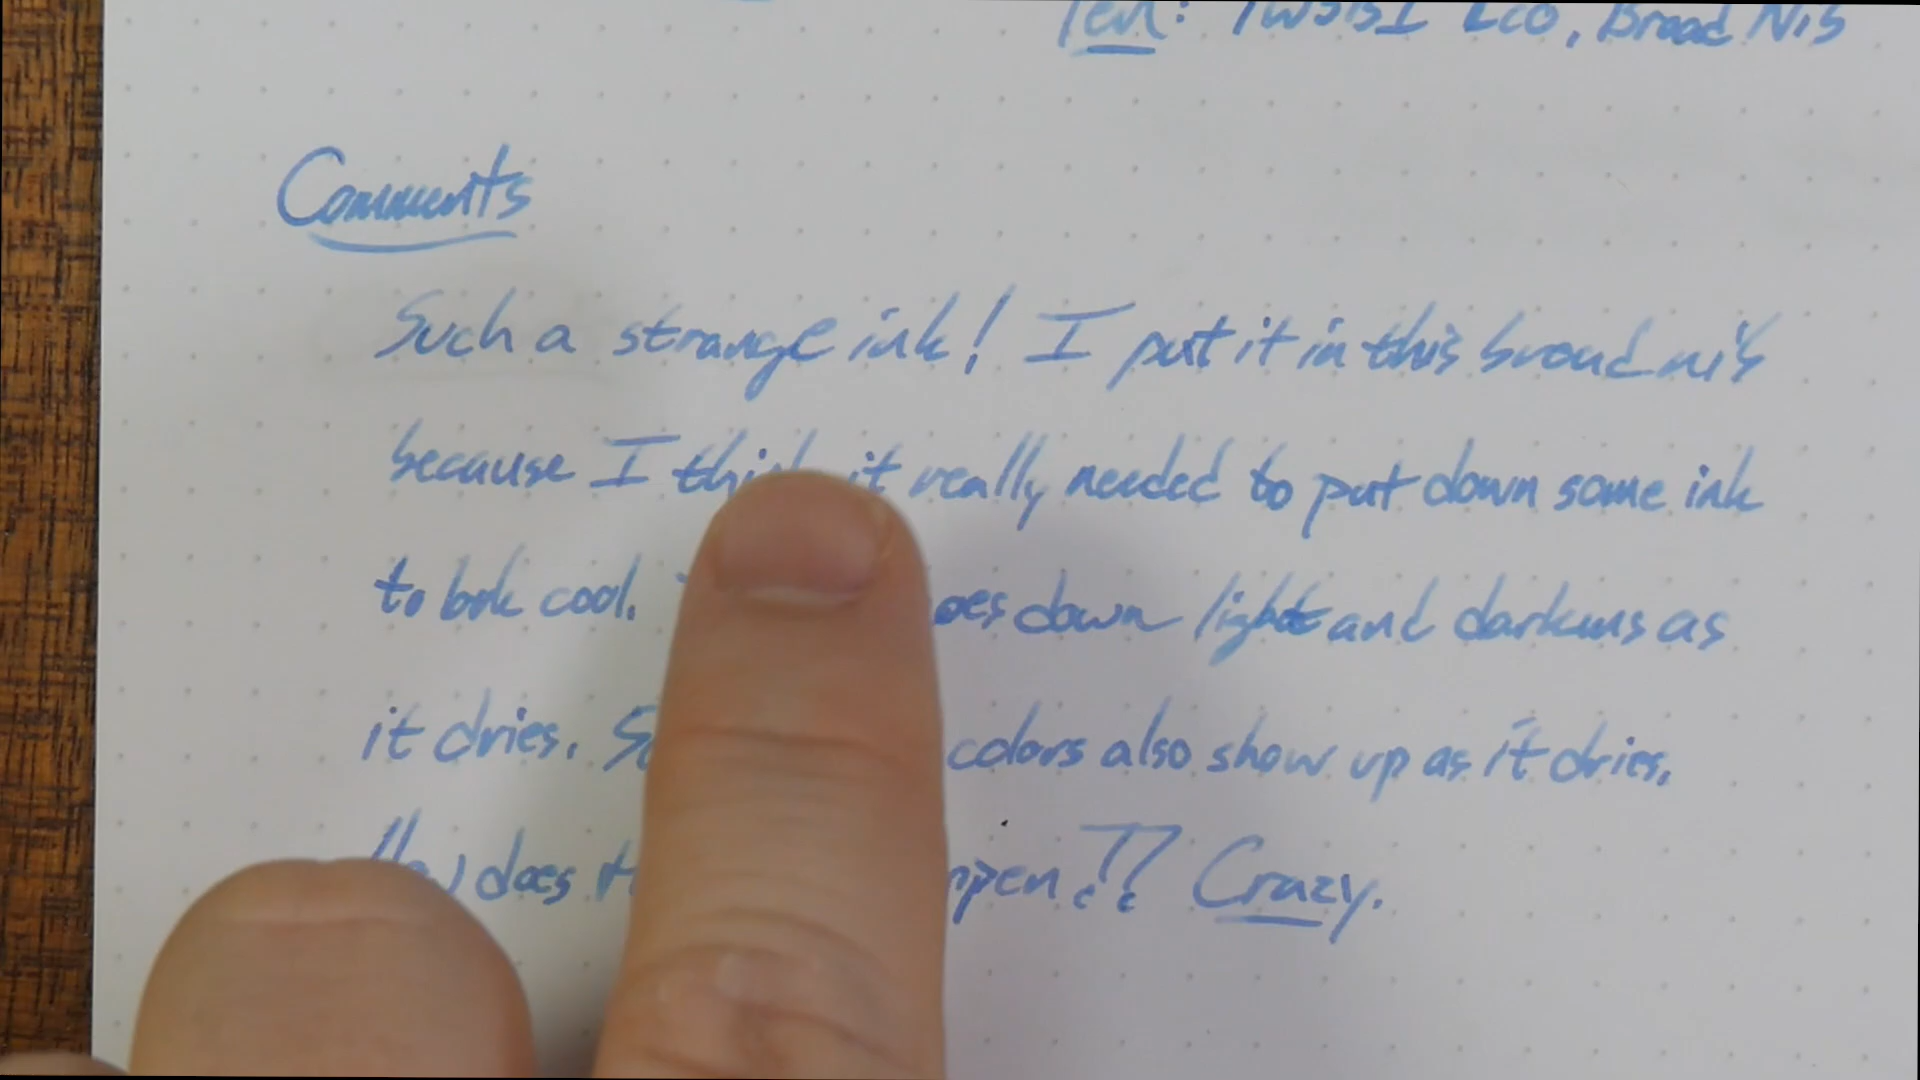 Pen: TWSBI Eco, Broad Nib
Comments
Such a strange ink! I put it in this broad nib
because I think it really needed to put down some ink
to look cool. down light and darkens as
it dries. colors also show up as it dries.
How does ?? Crazy.